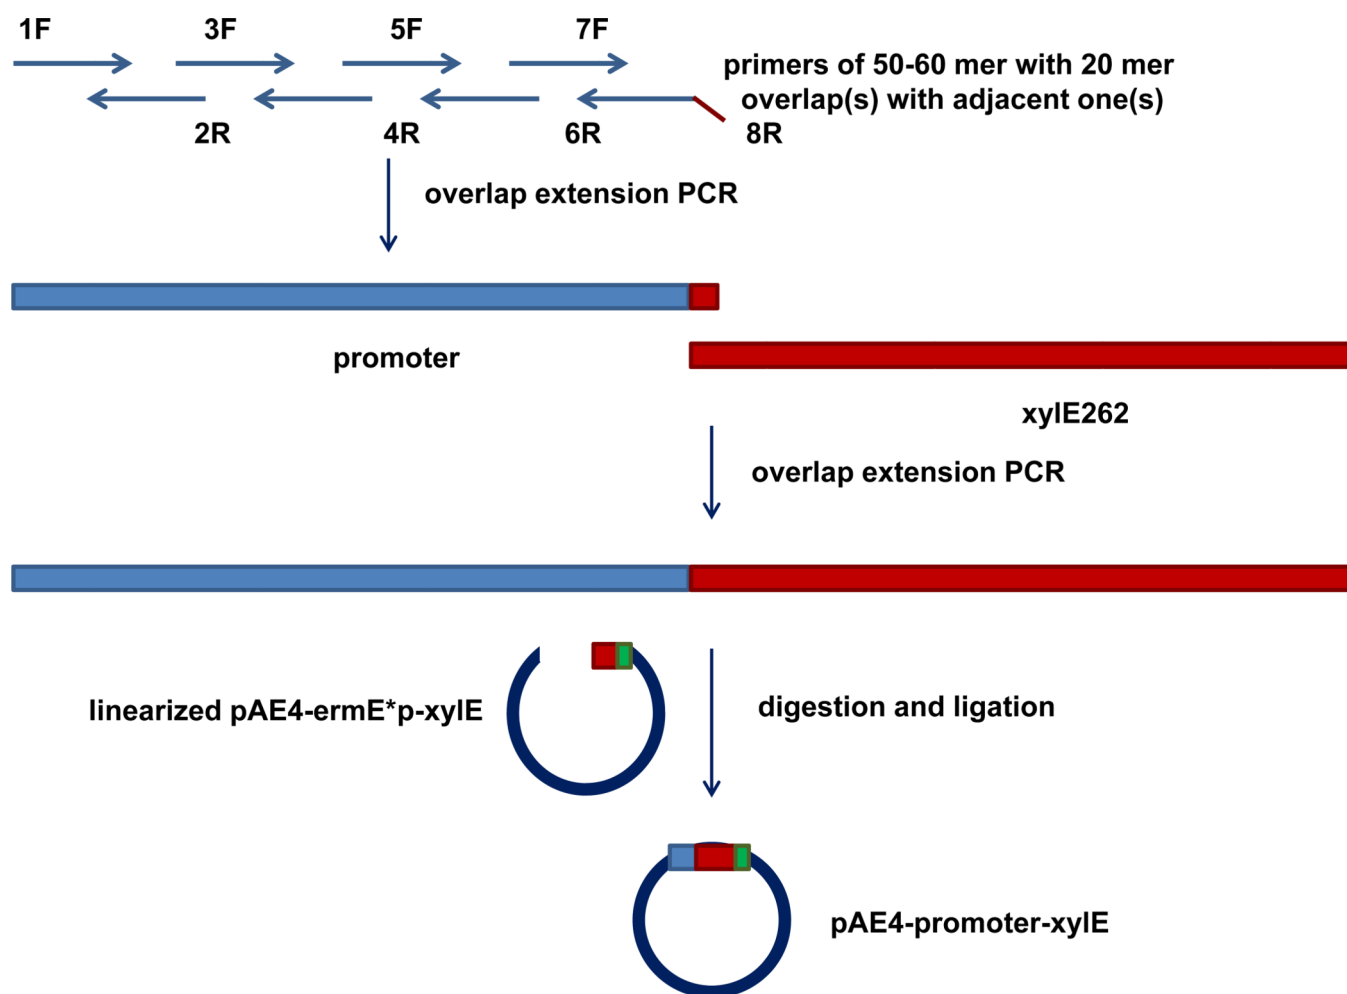 1F 3F 5F 7F
primers of 50-60 mer with 20 mer
overlap(s) with adjacent one(s)
2R 4R 6R 8R
overlap extension PCR
promoter
xylE262
overlap extension PCR
linearized pAE4-ermE*p-xylE
digestion and ligation
pAE4-promoter-xylE